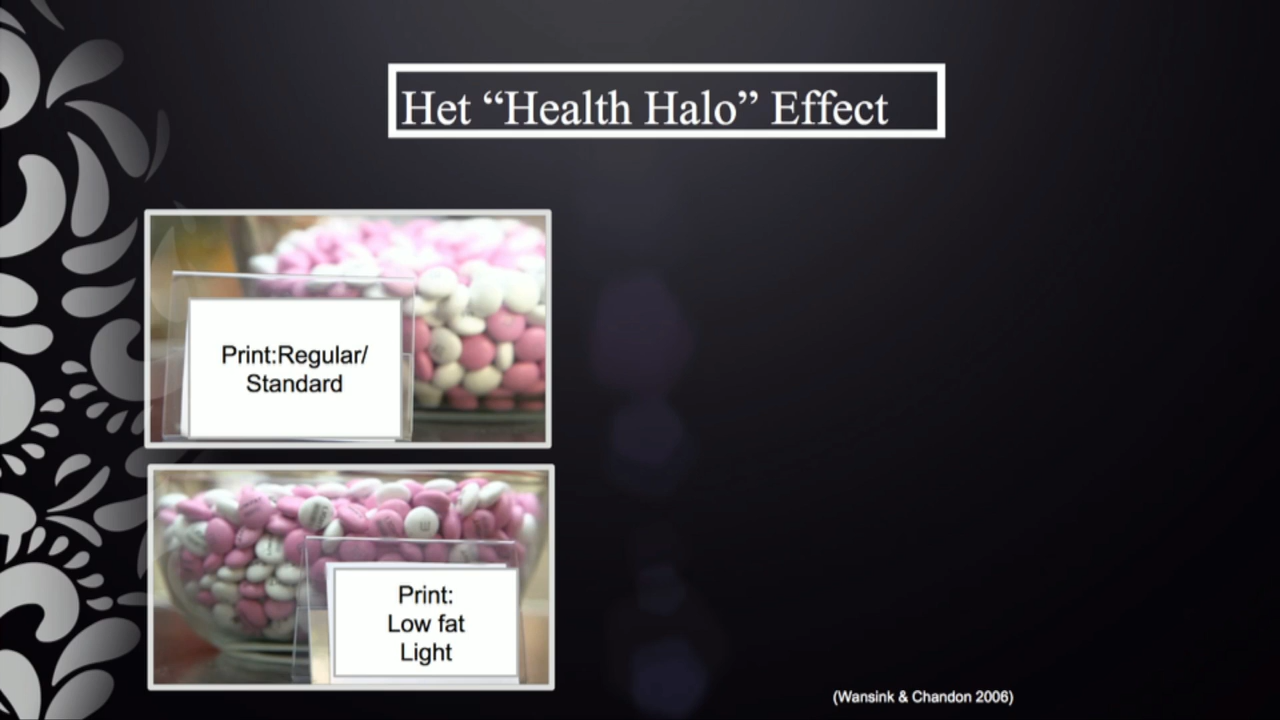 Het “Health Halo” Effect
Print:Regular/
Standard
Print:
Low fat
Light
(Wansink & Chandon 2006)